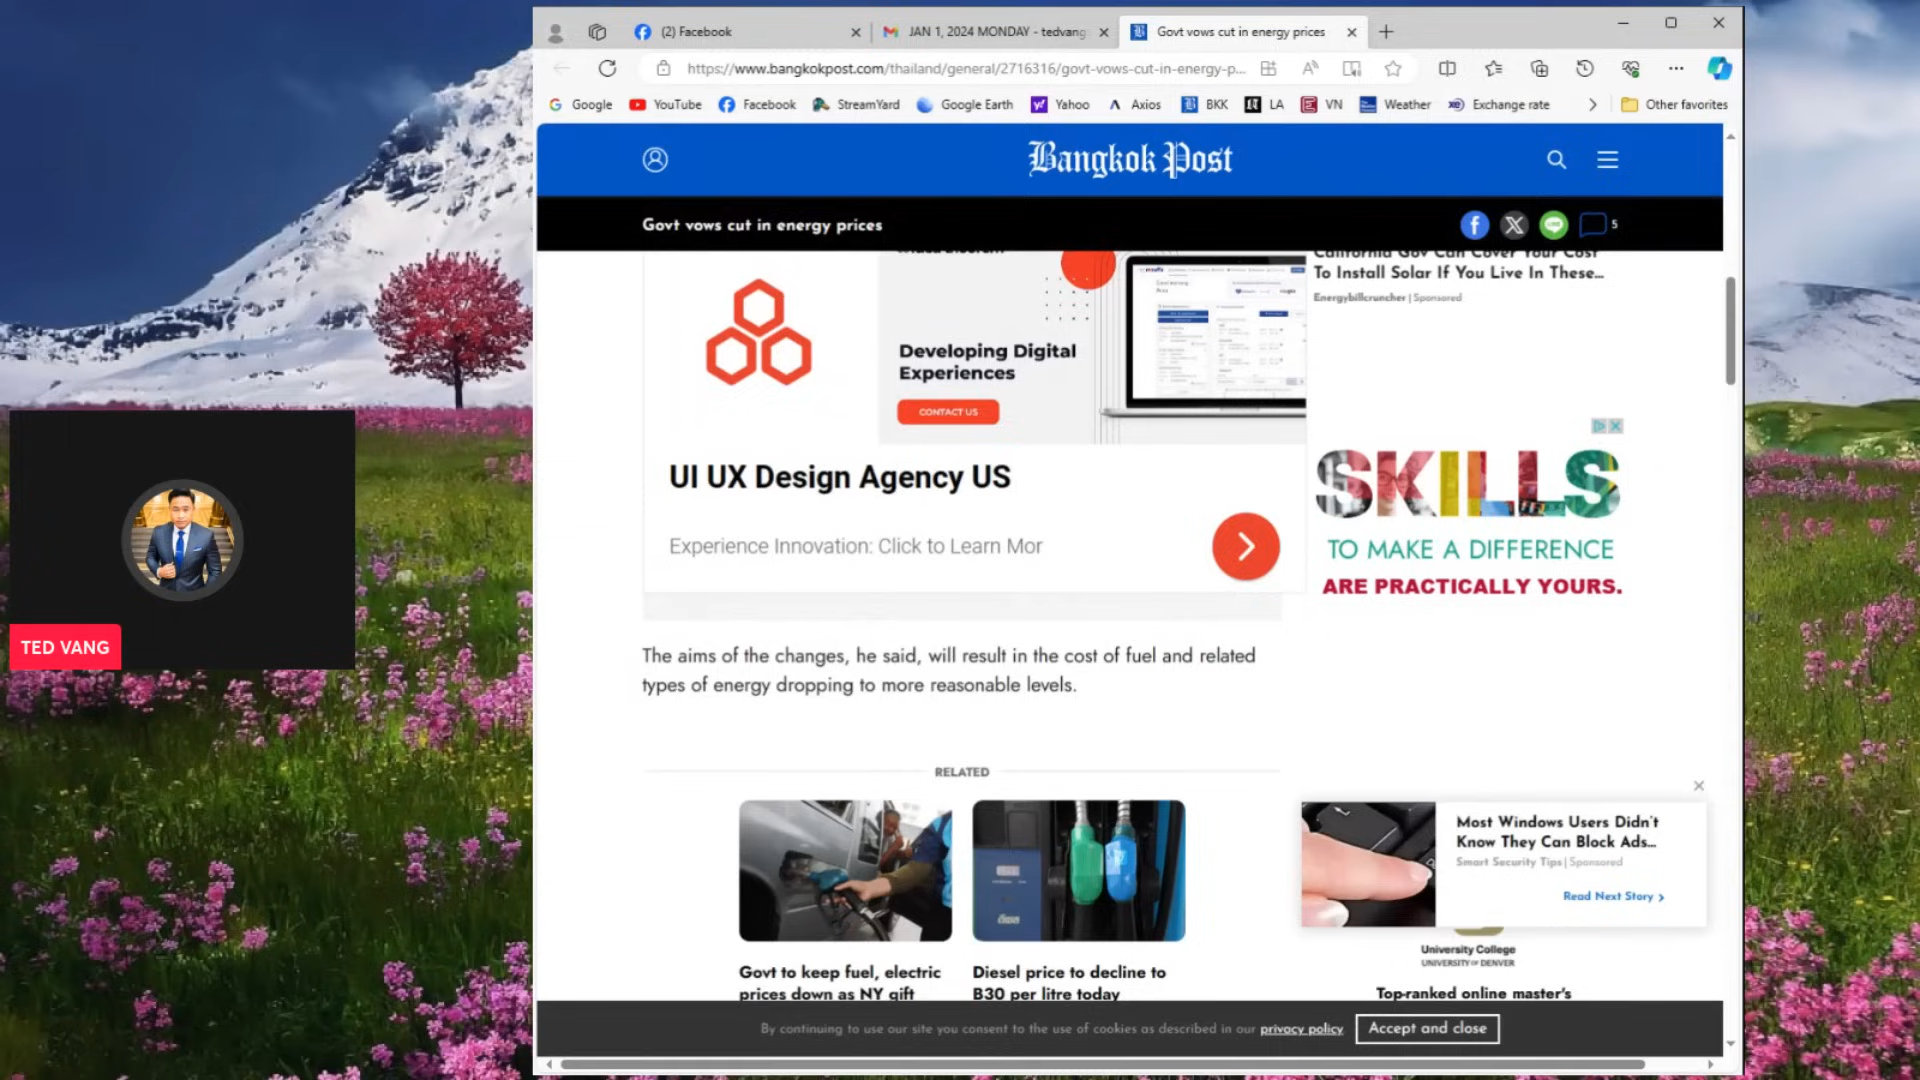 (2) Facebook
JAN 1, 2024 MONDAY - tedvang
Govt vows cut in energy prices
https://www.bangkokpost.com/thailand/general/2716316/govt-vows-cut-in-energy-p...
Google
YouTube
Facebook
StreamYard
Google Earth
Yahoo
Axios
BKK
LA
VN
Weather
Exchange rate
Other favorites
Bangkok Post
Govt vows cut in energy prices
5
California Gov Can Cover Your Cost
To Install Solar If You Live In These...
Energybillcruncher | Sponsored
Developing Digital
Experiences
CONTACT US
UI UX Design Agency US
Experience Innovation: Click to Learn Mor
SKILLS
TO MAKE A DIFFERENCE
ARE PRACTICALLY YOURS.
TED VANG
The aims of the changes, he said, will result in the cost of fuel and related
types of energy dropping to more reasonable levels.
RELATED
Govt to keep fuel, electric
prices down as NY gift
Diesel price to decline to
B30 per litre today
Most Windows Users Didn't
Know They Can Block Ads...
Smart Security Tips | Sponsored
Read Next Story
University College
UNIVERSITY OF DENVER
Top-ranked online master's
By continuing to use our site you consent to the use of cookies as described in our privacy policy
Accept and close